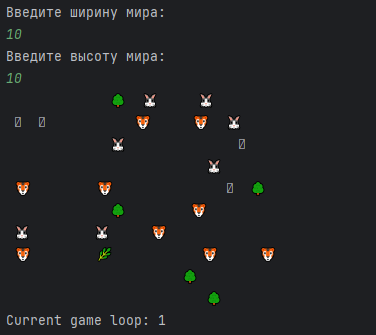 Введите ширину мира:
10
Введите высоту мира:
10
Current game loop: 1